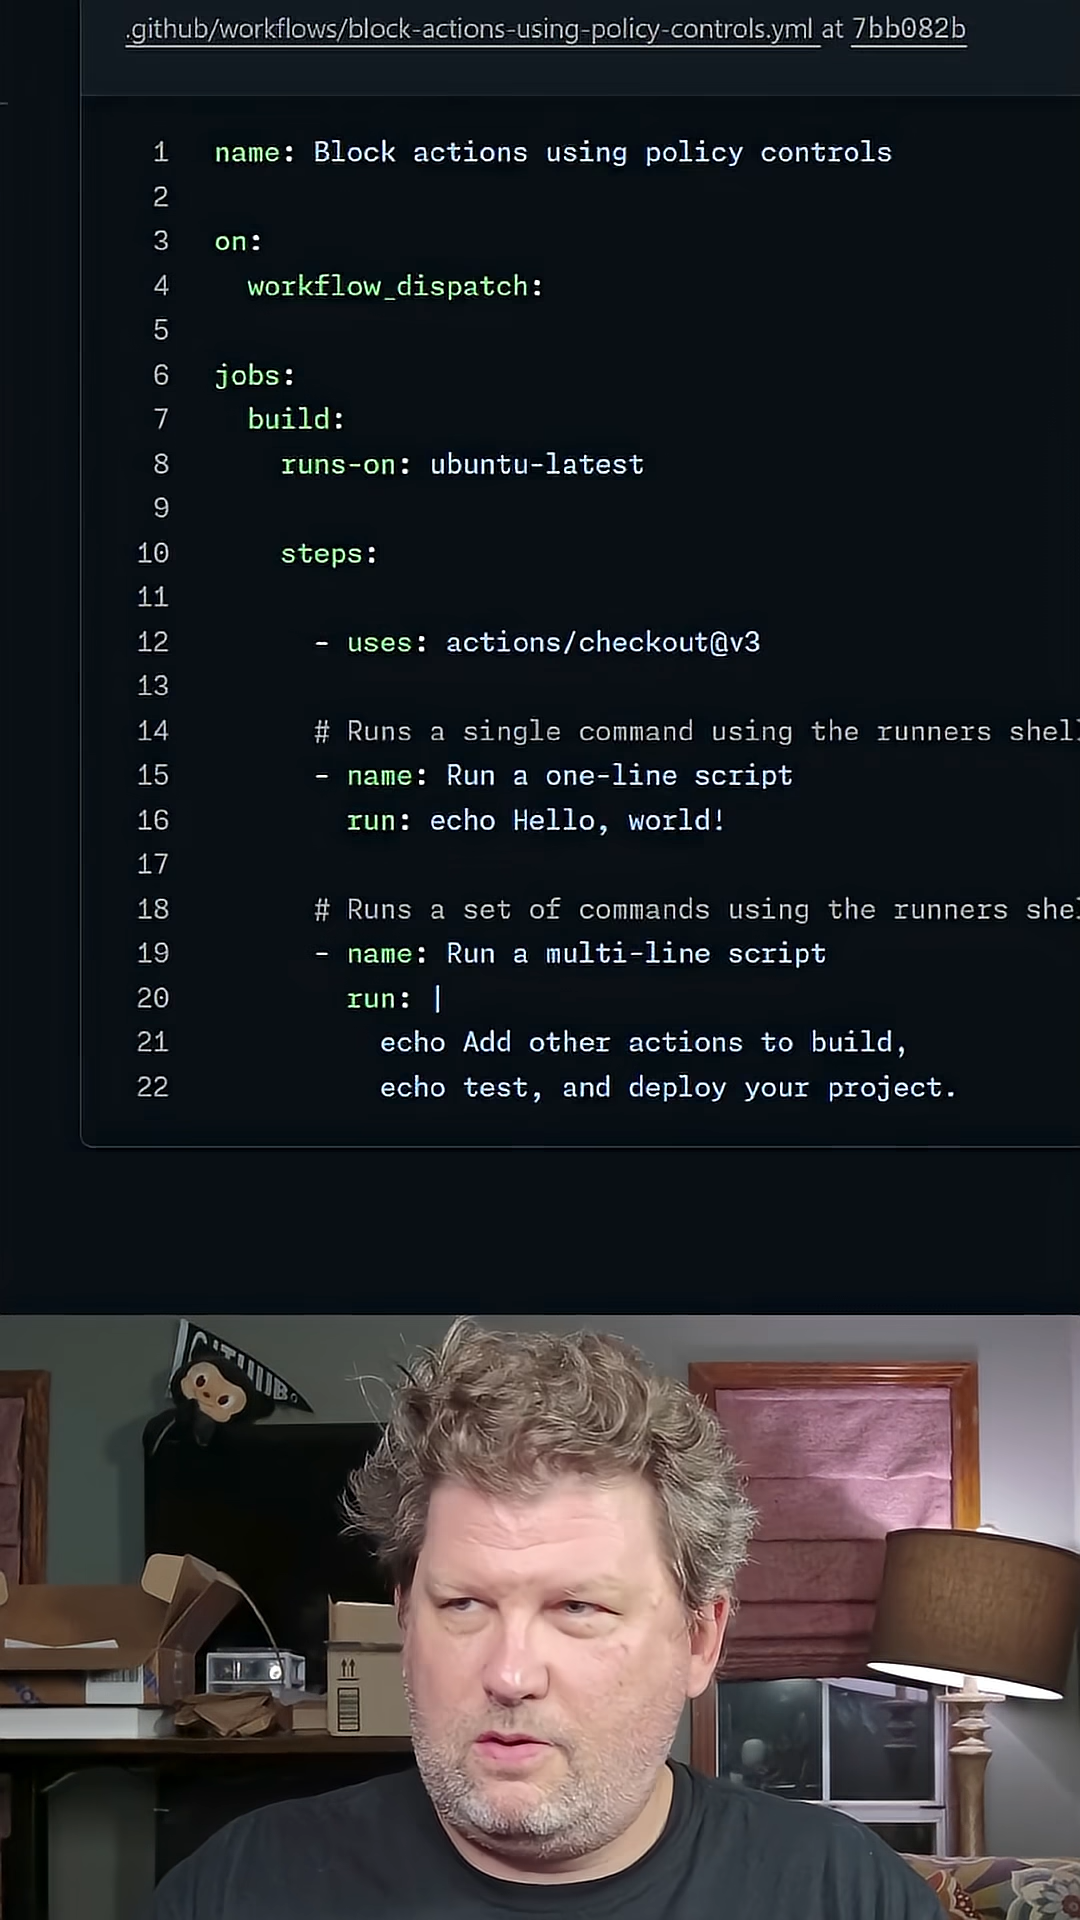 .github/workflows/block-actions-using-policy-controls.yml at 7bb082b
1 name: Block actions using policy controls
2
3 on:
4 workflow_dispatch:
5
6 jobs:
7 build:
8 runs-on: ubuntu-latest
9
10 steps:
11
12 - uses: actions/checkout@v3
13
14 # Runs a single command using the runners shell
15 - name: Run a one-line script
16 run: echo Hello, world!
17
18 # Runs a set of commands using the runners
19 - name: Run a multi-line script
20 run: |
21 echo Add other actions to build,
22 echo test, and deploy your project.
GITHUB